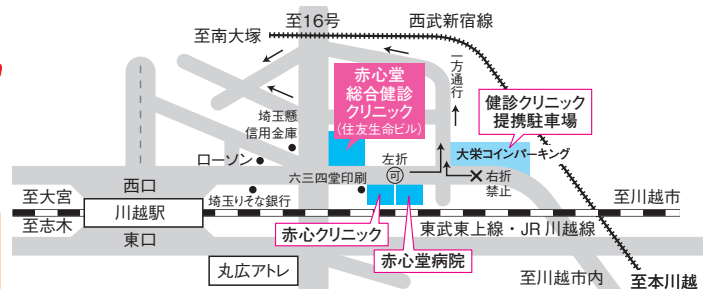 至16号
西武新宿線
至南大塚
赤心堂
総合健診
クリニック
(住友生命ビル)
一方通行
健診クリニック
提携駐車場
埼玉縣
信用金庫
ローソン
左折
可
大栄コインパーキング
六三四堂印刷
右折
禁止
西口
埼玉りそな銀行
至大宮
至川越市
川越駅
至志木
赤心クリニック
東武東上線・JR川越線
東口
赤心堂病院
丸広アトレ
至川越市内
至本川越